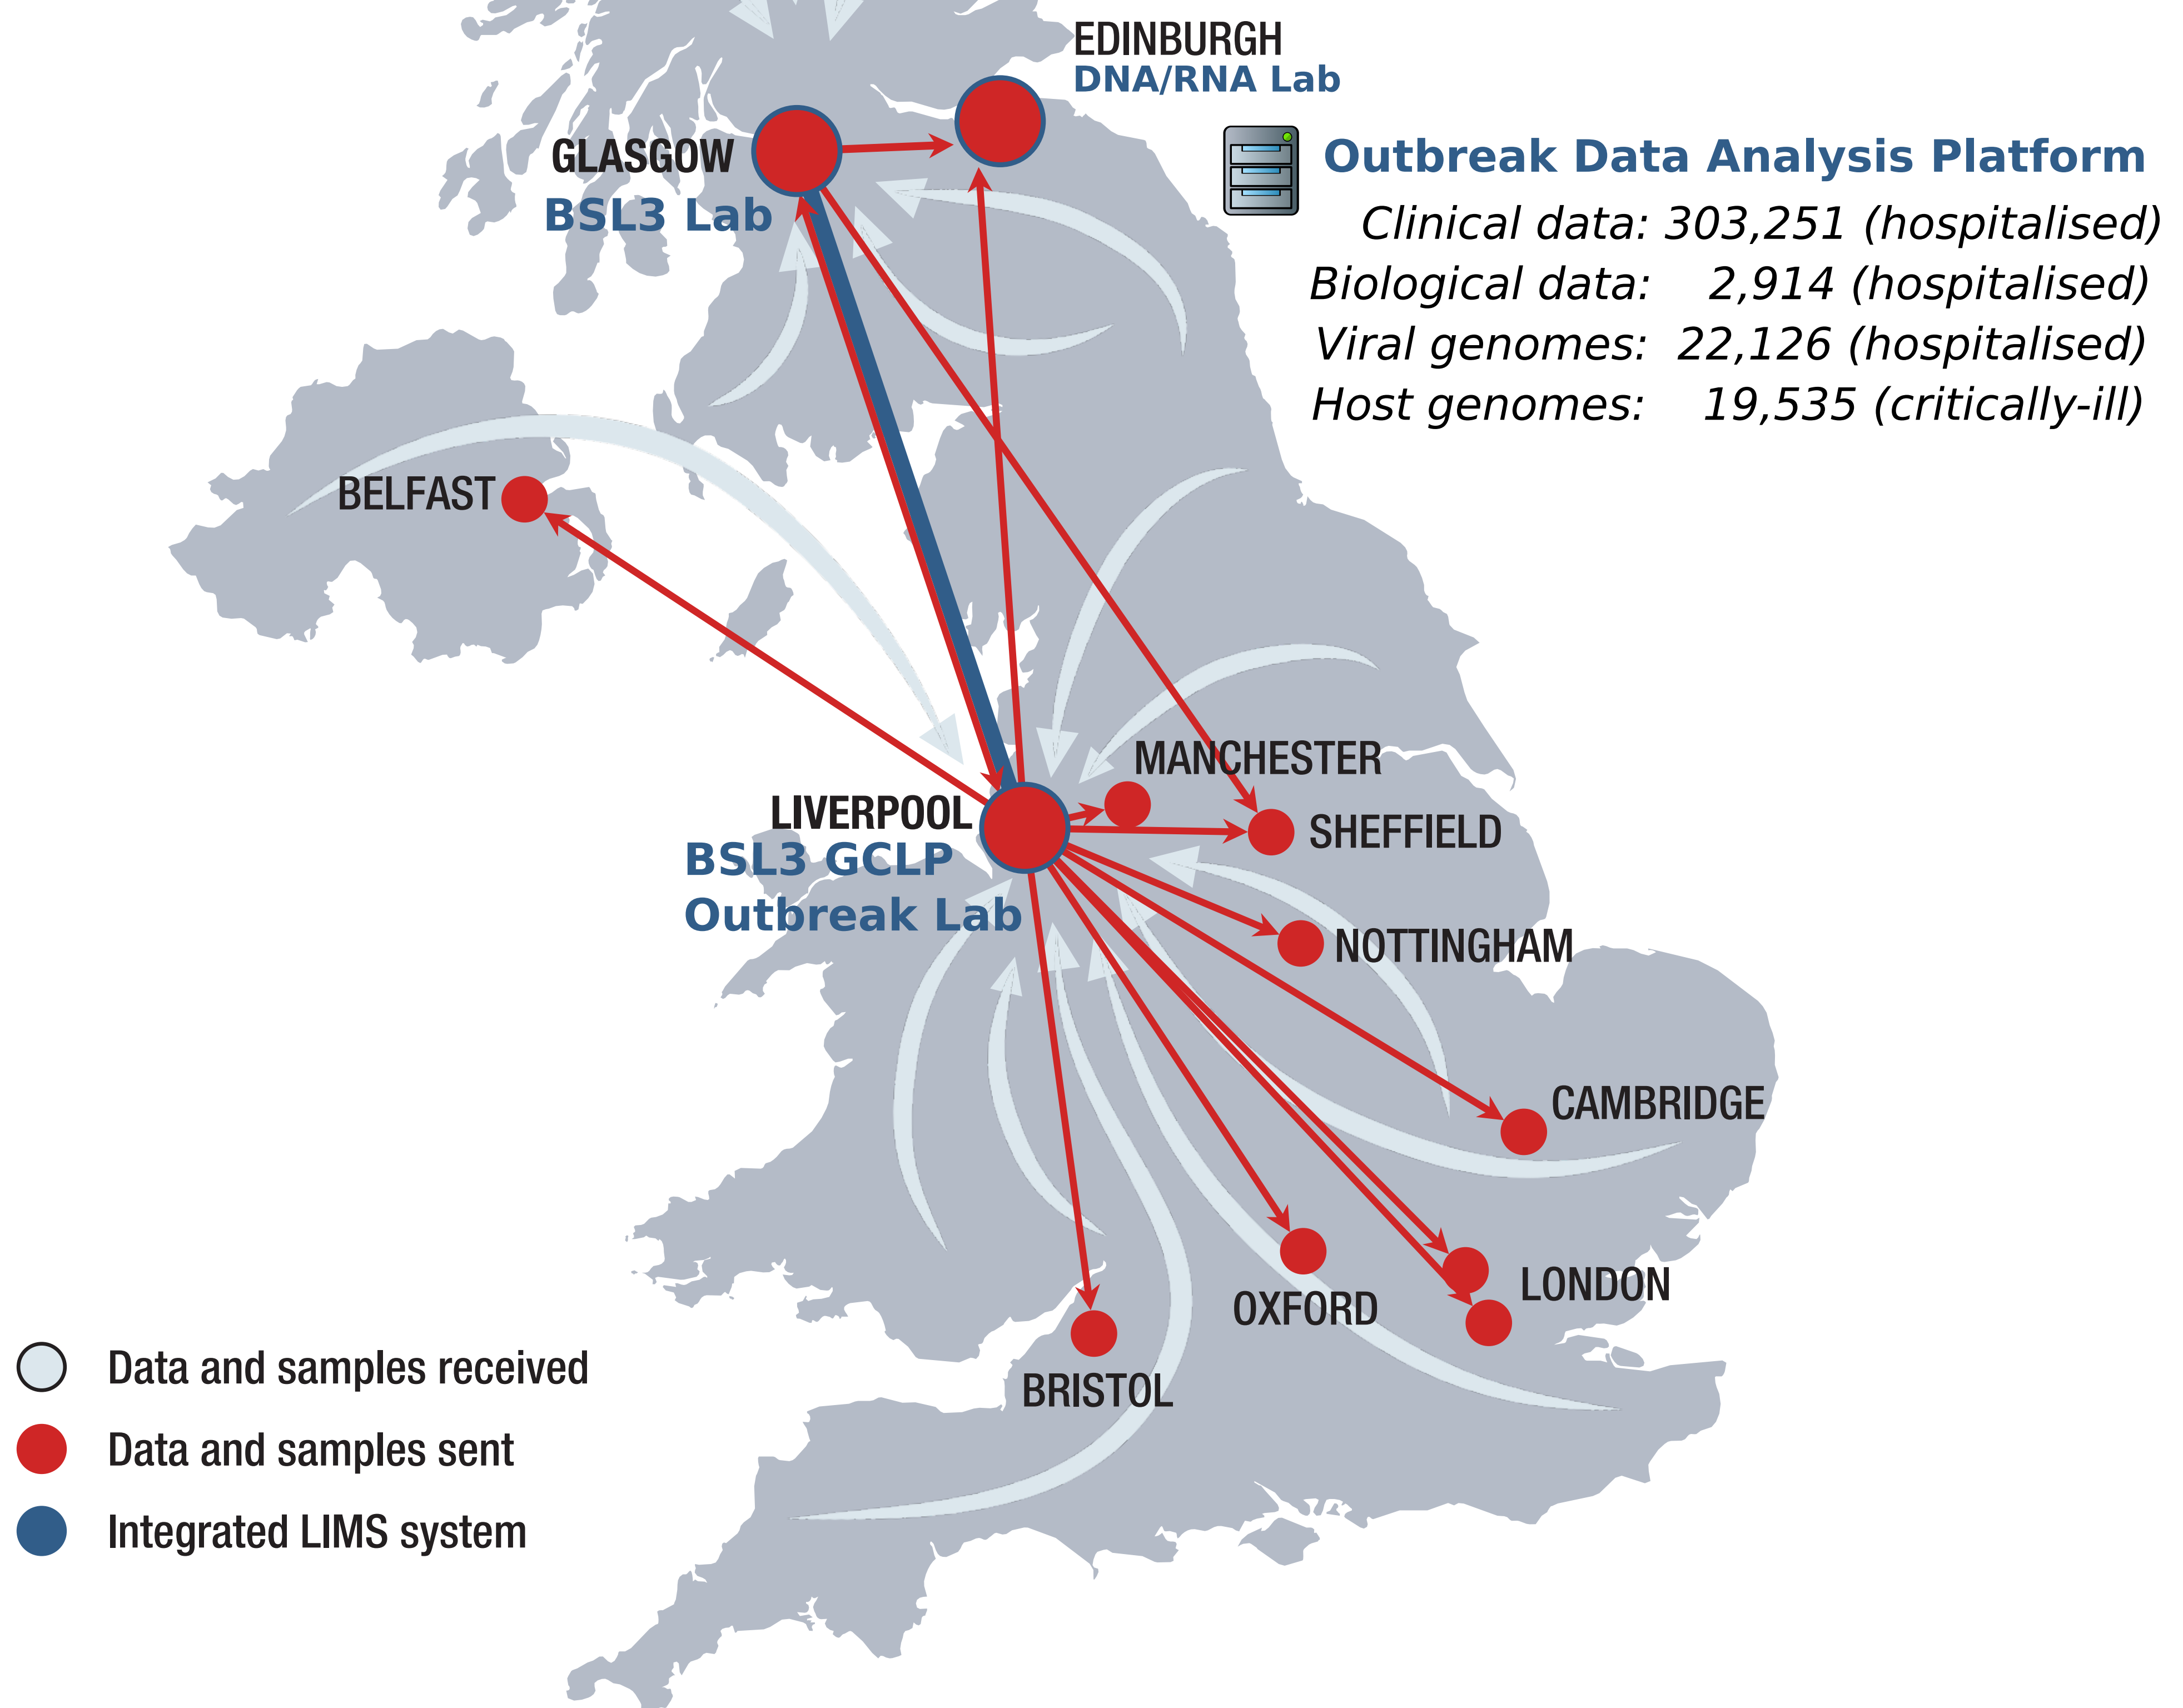 EDINBURGH
DNA/RNA Lab
GLASGOW
BSL3 Lab
Outbreak Data Analysis Platform
Clinical data: 303,251 (hospitalised)
Biological data: 2,914 (hospitalised)
Viral genomes: 22,126 (hospitalised)
Host genomes: 19,535 (critically-ill)
BELFAST
MANCHESTER
LIVERPOOL
BSL3 GCLP
Outbreak Lab
SHEFFIELD
NOTTINGHAM
CAMBRIDGE
LONDON
OXFORD
BRISTOL
Data and samples received
Data and samples sent
Integrated LIMS system